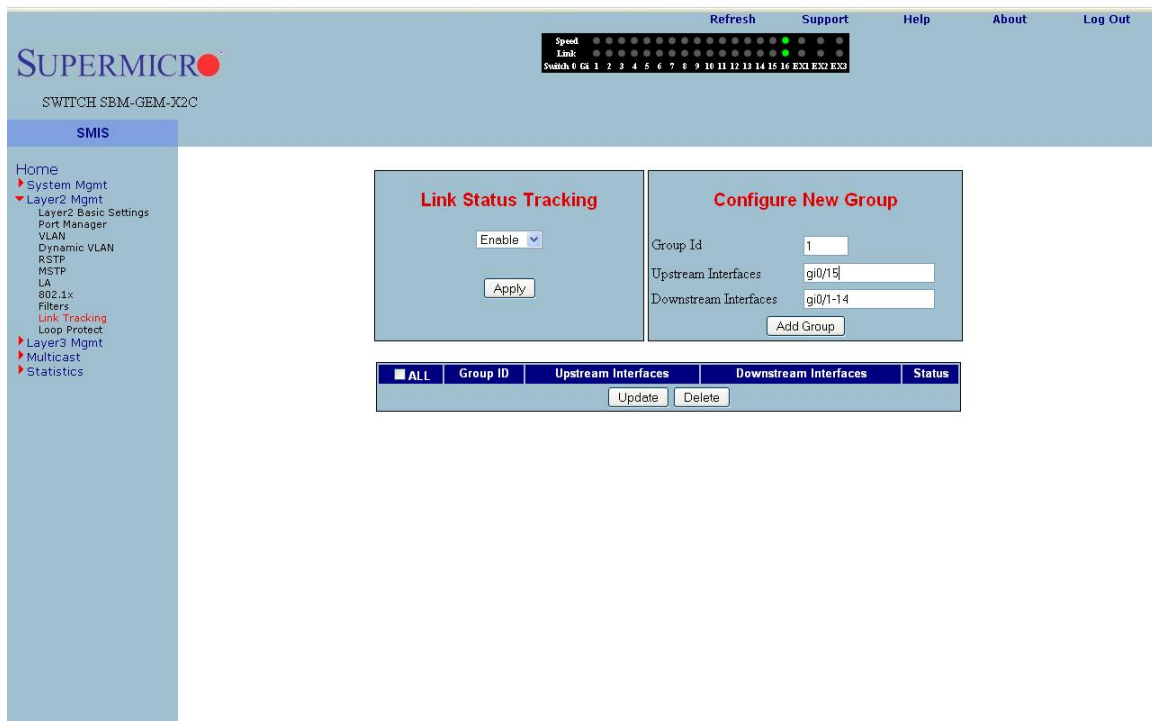 Refresh Support Help About Log Out
Speed
Link
Switch 0 Gi 1 2 3 4 5 6 7 8 9 10 11 12 13 14 15 16 EX1 EX2 EX3
SUPERMICRO
SWITCH SBM-GEM-X2C
SMIS
Home
System Mgmt
Layer2 Mgmt
Layer2 Basic Settings
Port Manager
VLAN
Dynamic VLAN
RSTP
MSTP
LA
802.1x
Filters
Link Tracking
Loop Protect
Layer3 Mgmt
Multicast
Statistics
Link Status Tracking
Enable
Apply
Configure New Group
Group Id 1
Upstream Interfaces gi0/15
Downstream Interfaces gi0/1-14
Add Group
ALL Group ID Upstream Interfaces Downstream Interfaces Status
Update Delete